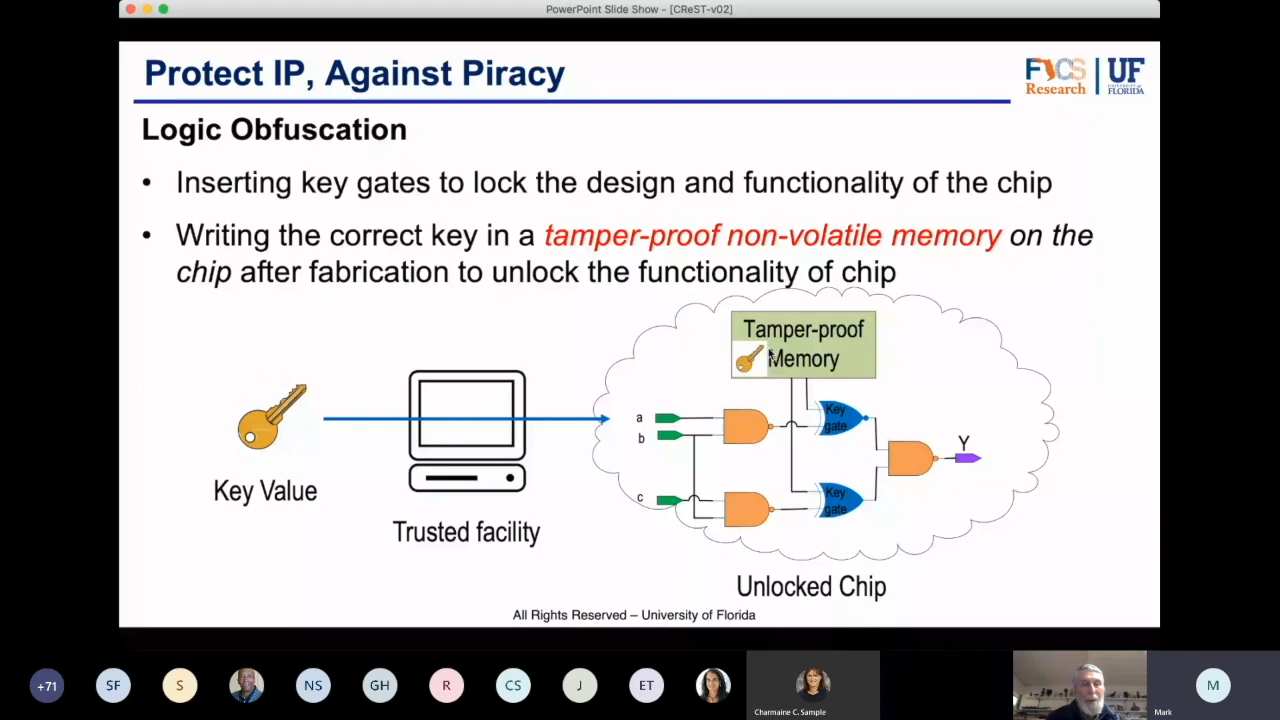 PowerPoint Slide Show - [CReST-v02]
Protect IP, Against Piracy
FICS
Research
UF
UNIVERSITY of
FLORIDA
Logic Obfuscation
• Inserting key gates to lock the design and functionality of the chip
• Writing the correct key in a tamper-proof non-volatile memory on the
chip after fabrication to unlock the functionality of chip
Tamper-proof
Memory
a
b
c
Key
gate
Key
gate
Y
Key Value
Trusted facility
Unlocked Chip
All Rights Reserved – University of Florida
+71
SF
S
NS
GH
R
CS
J
ET
Charmaine C. Sample
Mark
M